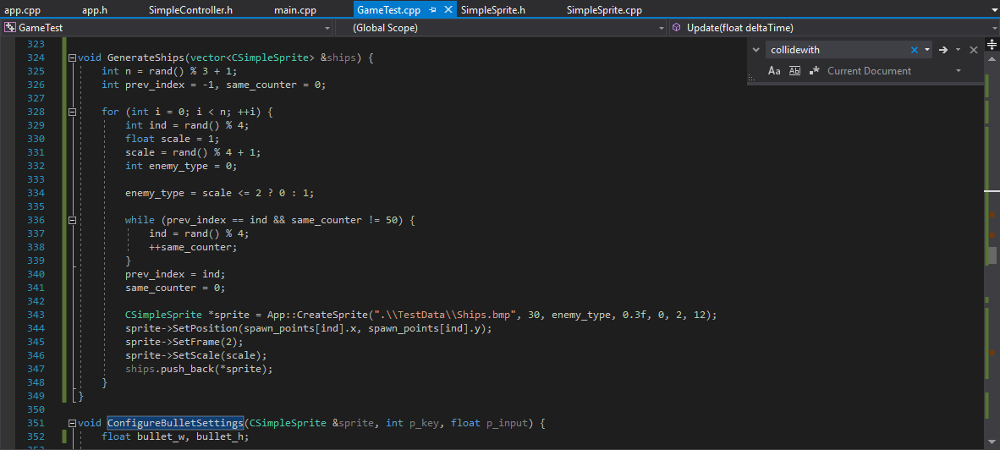 app.cpp app.h SimpleController.h main.cpp GameTest.cpp SimpleSprite.h SimpleSprite.cpp
GameTest (Global Scope) Update(float deltaTime)
collidewith
Aa Ab .* Current Document
323
324 void GenerateShips(vector<CSimpleSprite> &ships) {
325 int n = rand() % 3 + 1;
326 int prev_index = -1, same_counter = 0;
327
328 for (int i = 0; i < n; ++i) {
329 int ind = rand() % 4;
330 float scale = 1;
331 scale = rand() % 4 + 1;
332 int enemy_type = 0;
333
334 enemy_type = scale <= 2 ? 0 : 1;
335
336 while (prev_index == ind && same_counter != 50) {
337 ind = rand() % 4;
338 ++same_counter;
339 }
340 prev_index = ind;
341 same_counter = 0;
342
343 CSimpleSprite *sprite = App::CreateSprite(".\\TestData\\Ships.bmp", 30, enemy_type, 0.3f, 0, 2, 12);
344 sprite->SetPosition(spawn_points[ind].x, spawn_points[ind].y);
345 sprite->SetFrame(2);
346 sprite->SetScale(scale);
347 ships.push_back(*sprite);
348 }
349 }
350
351 void ConfigureBulletSettings(CSimpleSprite &sprite, int p_key, float p_input) {
352 float bullet_w, bullet_h;